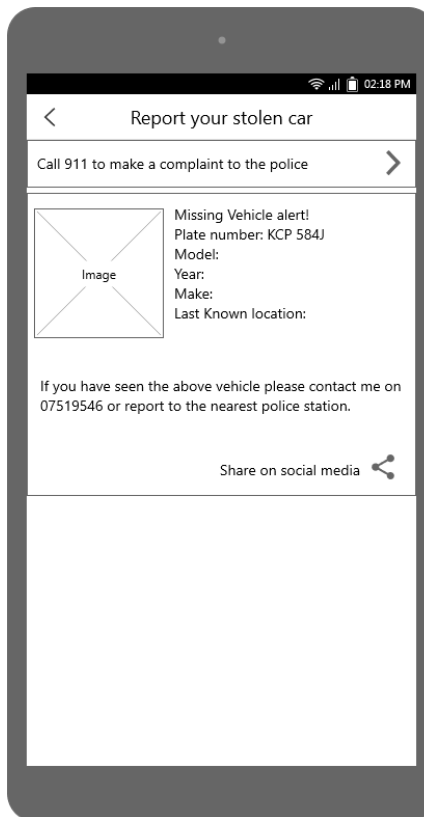 02:18 PM
Report your stolen car
Call 911 to make a complaint to the police
Image
Missing Vehicle alert!
Plate number: KCP 584J
Model:
Year:
Make:
Last Known location:
If you have seen the above vehicle please contact me on
07519546 or report to the nearest police station.
Share on social media